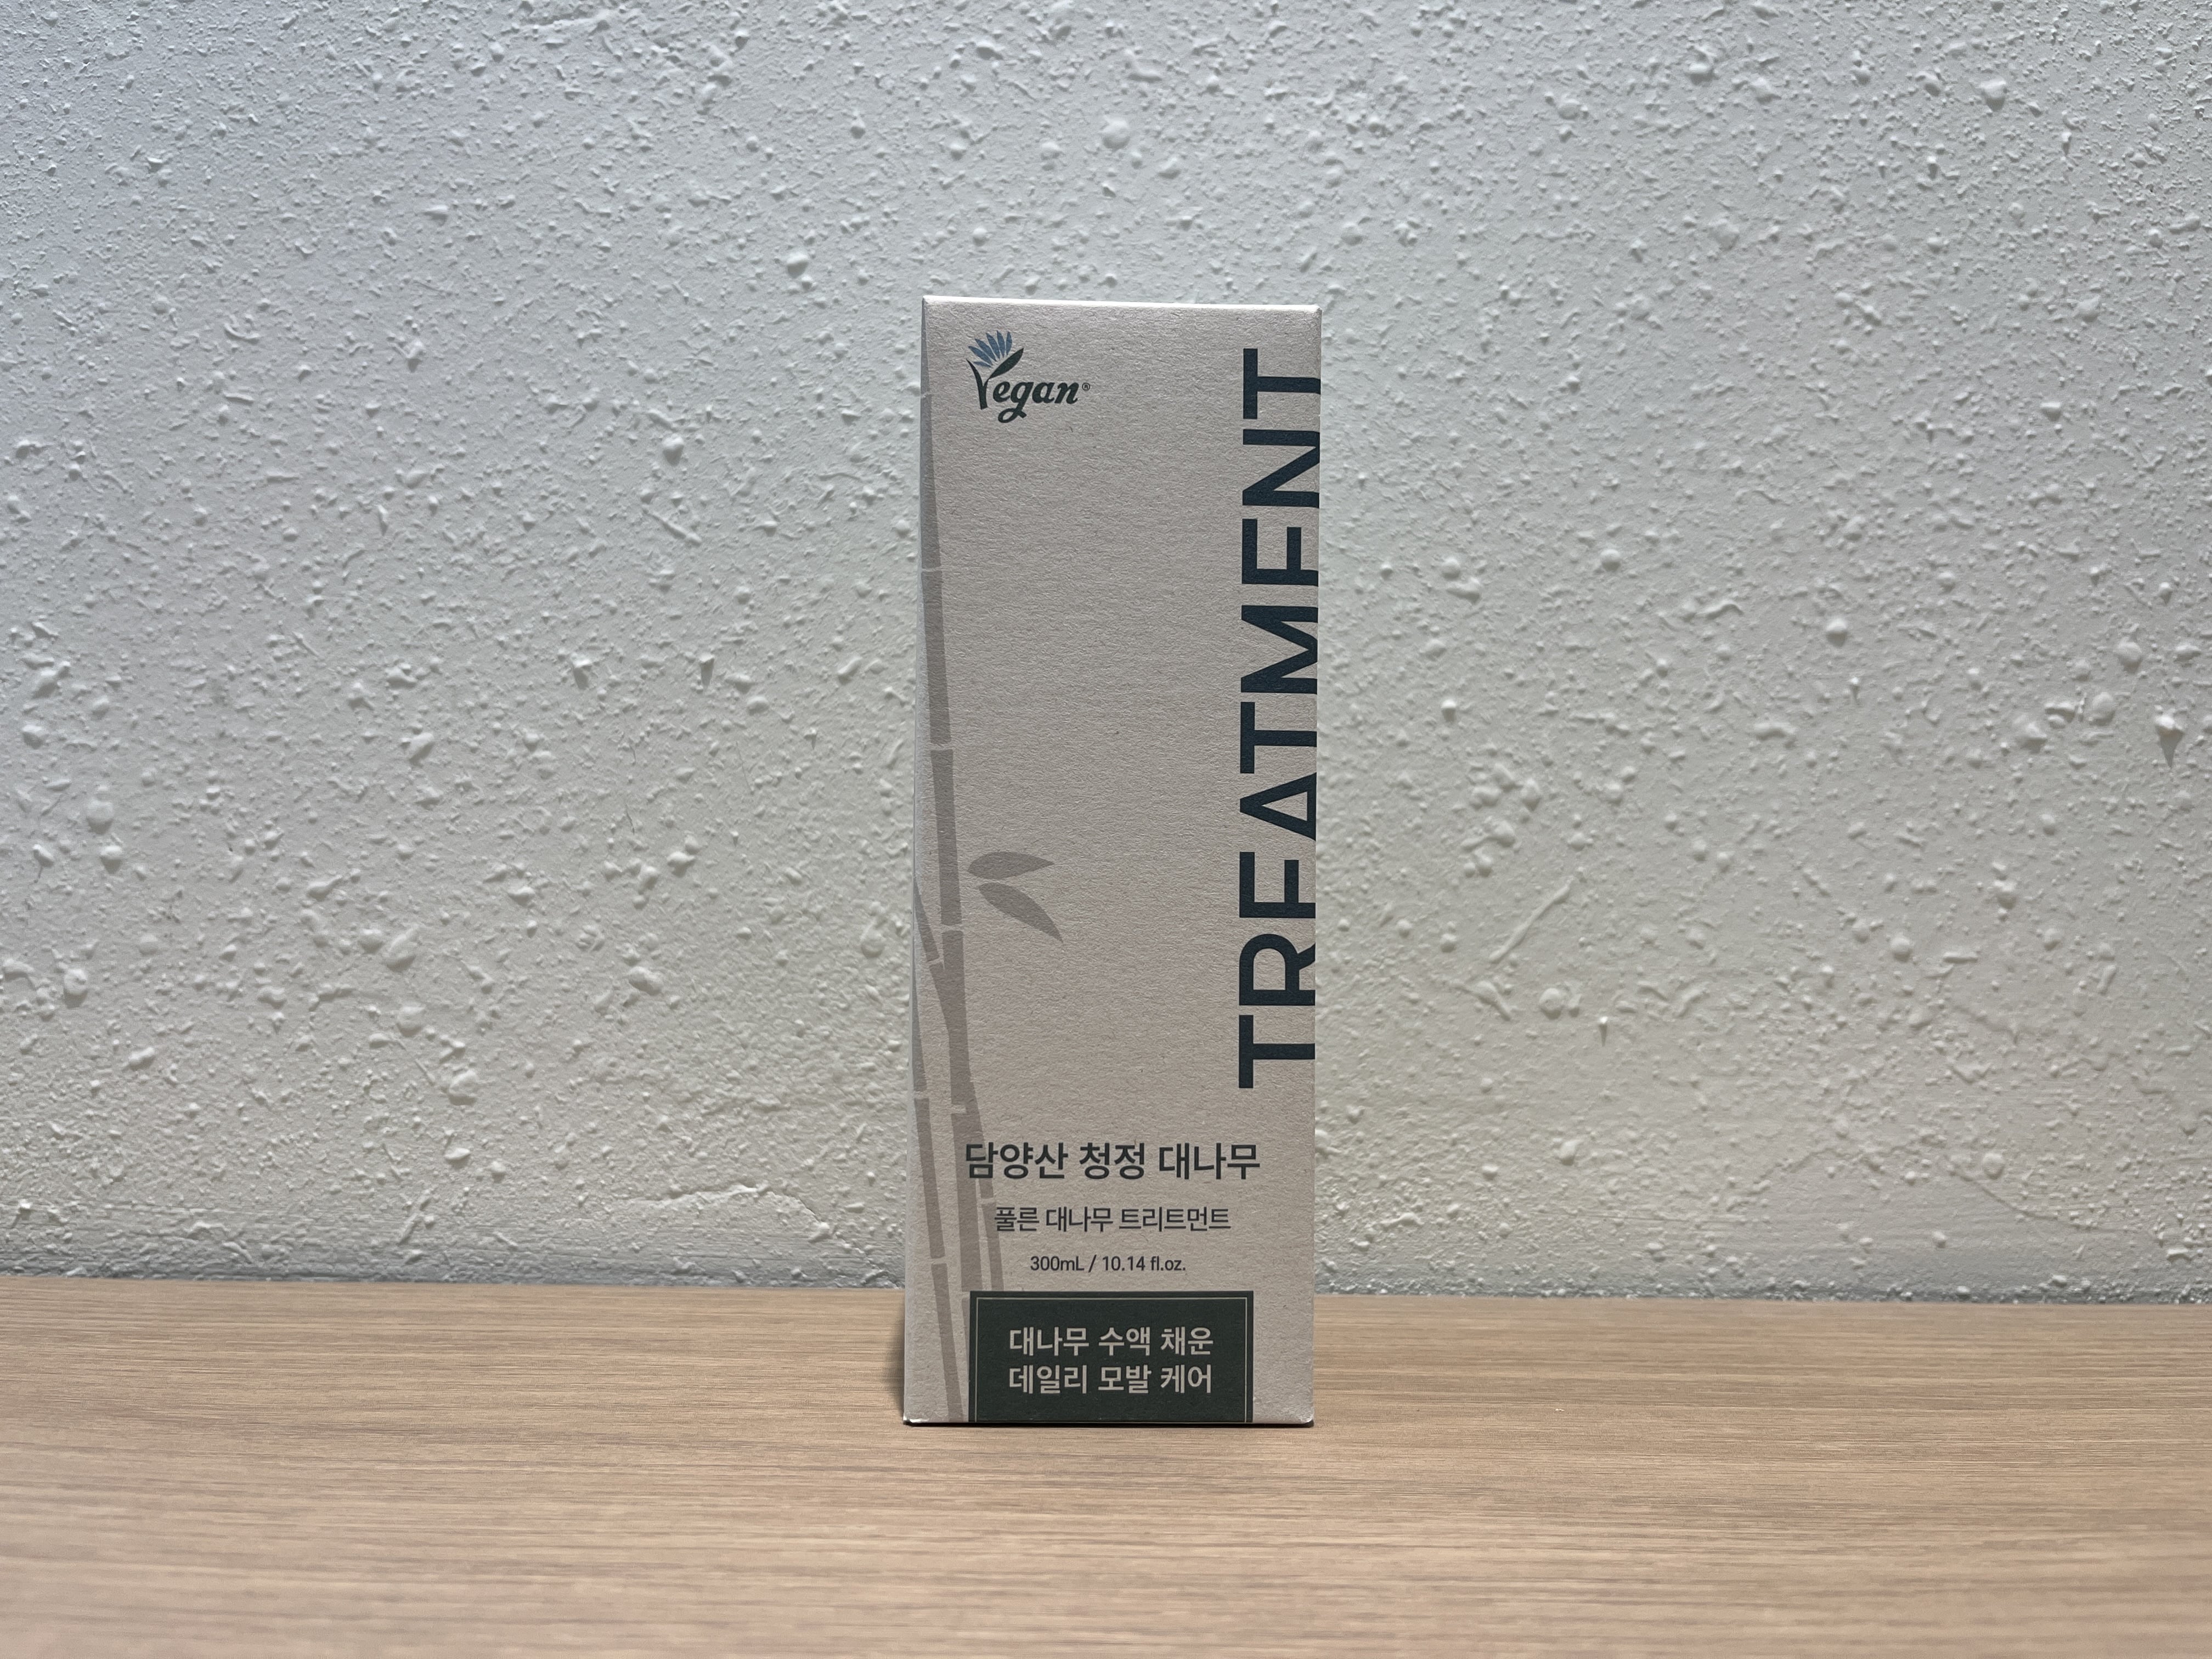 Vegan®
TREATMENT
담양산 청정 대나무
풀른 대나무 트리트먼트
300mL / 10.14 fl.oz.
대나무 수액 채운
데일리 모발 케어